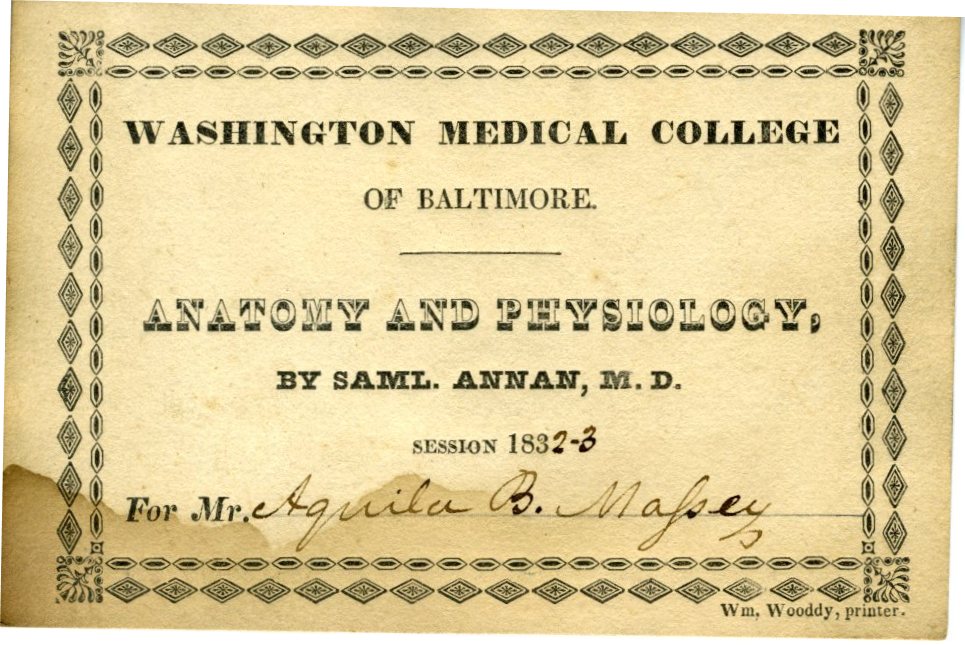 WASHINGTON MEDICAL COLLEGE
OF BALTIMORE.
ANATOMY AND PHYSIOLOGY,
BY SAML. ANNAN, M. D.
SESSION 1832-3
For Mr. Aquila B. Maſsey
Wm. Wooddy, printer.